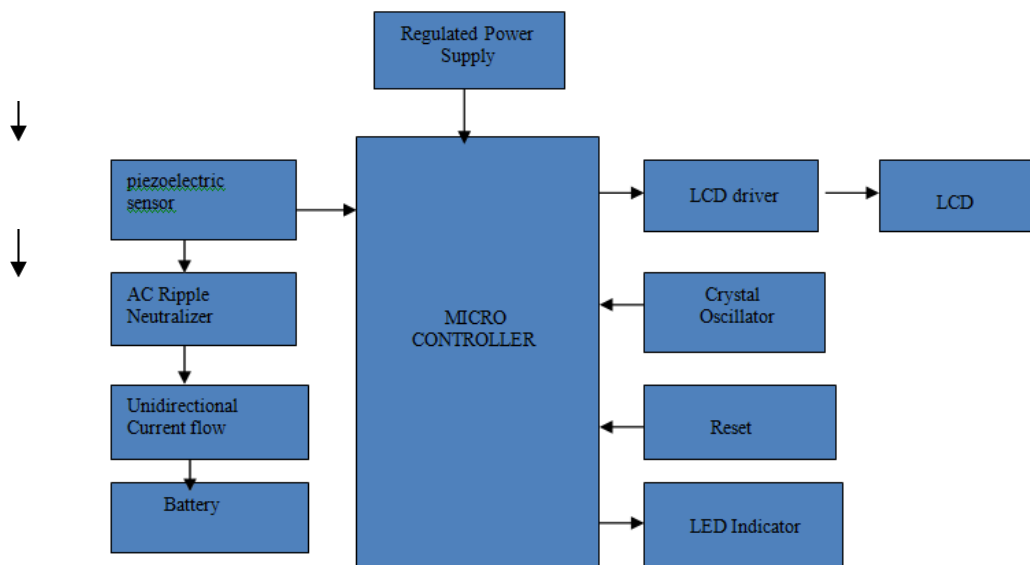 Regulated Power
Supply
piezoelectric
sensor
LCD driver
LCD
AC Ripple
Neutralizer
MICRO
CONTROLLER
Crystal
Oscillator
Unidirectional
Current flow
Reset
Battery
LED Indicator